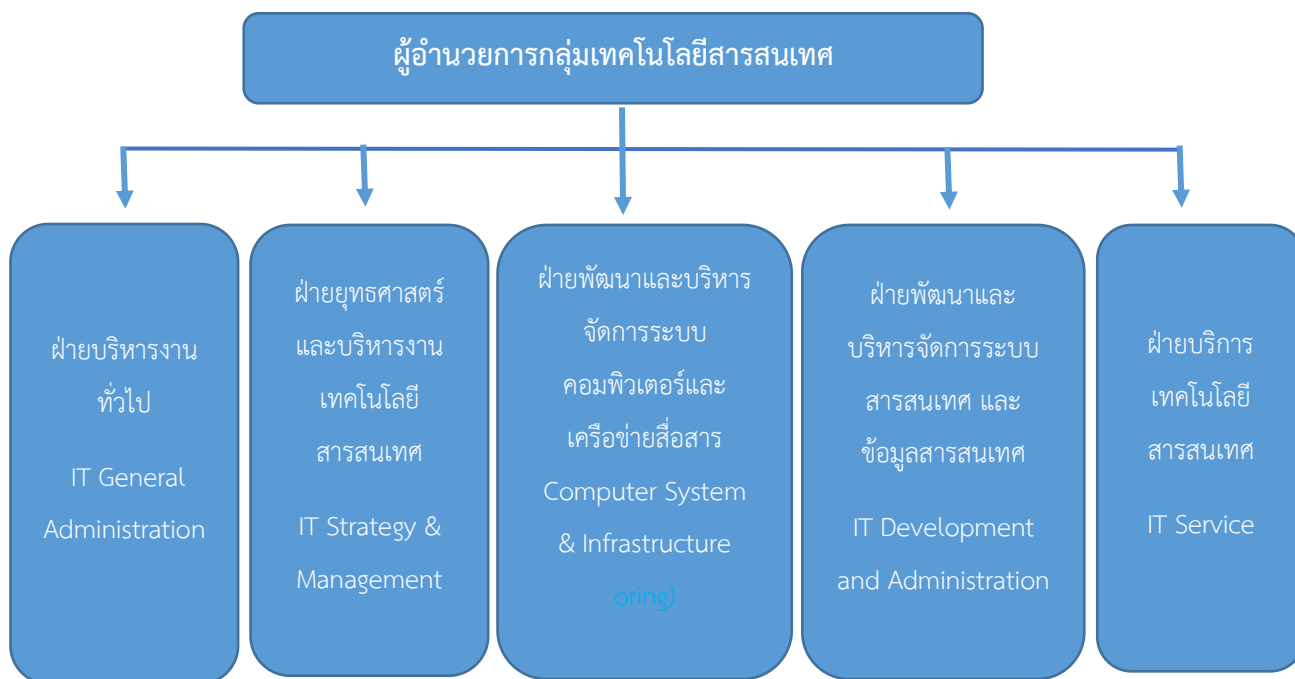 ผู้อำนวยการกลุ่มเทคโนโลยีสารสนเทศ
ฝ่ายบริหารงาน
ทั่วไป
IT General
Administration
ฝ่ายยุทธศาสตร์
และบริหารงาน
เทคโนโลยี
สารสนเทศ
IT Strategy &
Management
ฝ่ายพัฒนาและบริหาร
จัดการระบบ
คอมพิวเตอร์และ
เครือข่ายสื่อสาร
Computer System
& Infrastructure
oring)
ฝ่ายพัฒนาและ
บริหารจัดการระบบ
สารสนเทศ และ
ข้อมูลสารสนเทศ
IT Development
and Administration
ฝ่ายบริการ
เทคโนโลยี
สารสนเทศ
IT Service